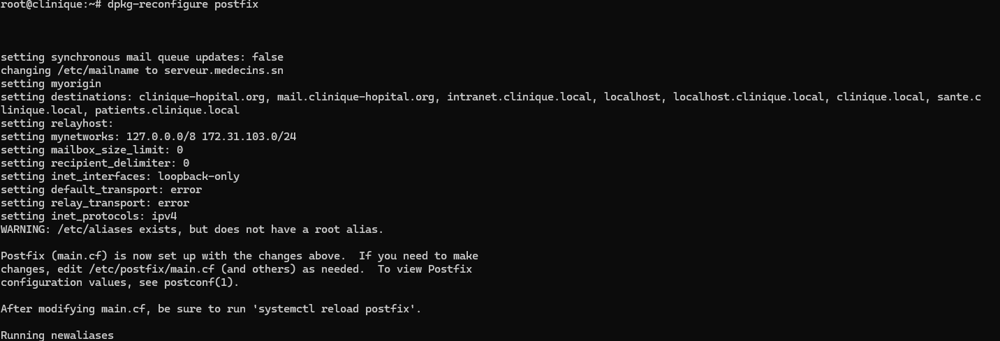 root@clinique:~# dpkg-reconfigure postfix
setting synchronous mail queue updates: false
changing /etc/mailname to serveur.medecins.sn
setting myorigin
setting destinations: clinique-hopital.org, mail.clinique-hopital.org, intranet.clinique.local, localhost, localhost.clinique.local, clinique.local, sante.c
linique.local, patients.clinique.local
setting relayhost:
setting mynetworks: 127.0.0.0/8 172.31.103.0/24
setting mailbox_size_limit: 0
setting recipient_delimiter: 0
setting inet_interfaces: loopback-only
setting default_transport: error
setting relay_transport: error
setting inet_protocols: ipv4
WARNING: /etc/aliases exists, but does not have a root alias.
Postfix (main.cf) is now set up with the changes above.  If you need to make
changes, edit /etc/postfix/main.cf (and others) as needed.  To view Postfix
configuration values, see postconf(1).
After modifying main.cf, be sure to run 'systemctl reload postfix'.
Running newaliases